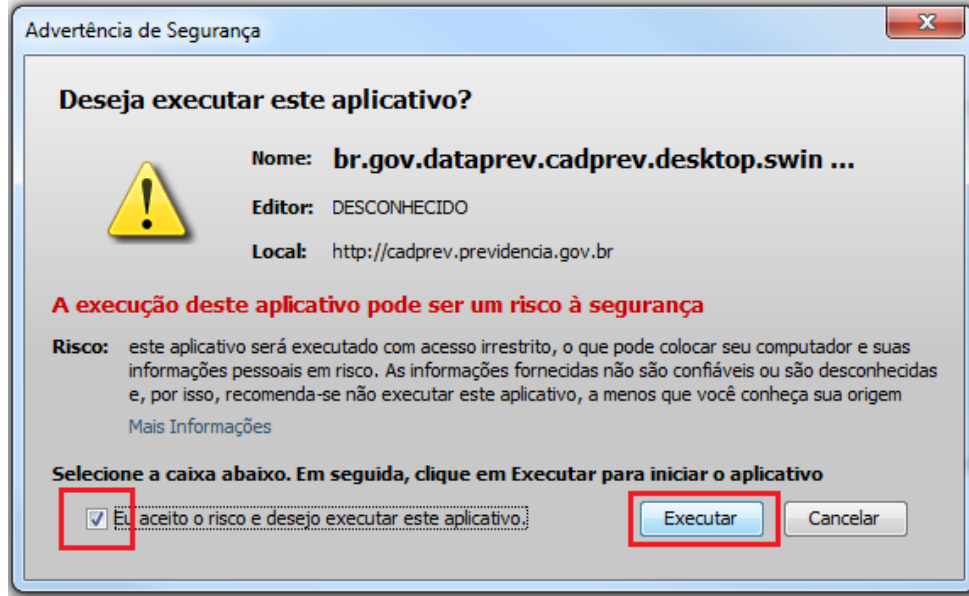 Advertência de Segurança
Deseja executar este aplicativo?
Nome: br.gov.dataprev.cadprev.desktop.swin ...
Editor: DESCONHECIDO
Local: http://cadprev.previdencia.gov.br
A execução deste aplicativo pode ser um risco à segurança
Risco: este aplicativo será executado com acesso irrestrito, o que pode colocar seu computador e suas
informações pessoais em risco. As informações fornecidas não são confiáveis ou são desconhecidas
e, por isso, recomenda-se não executar este aplicativo, a menos que você conheça sua origem
Mais Informações
Selecione a caixa abaixo. Em seguida, clique em Executar para iniciar o aplicativo
Eu aceito o risco e desejo executar este aplicativo. Executar Cancelar